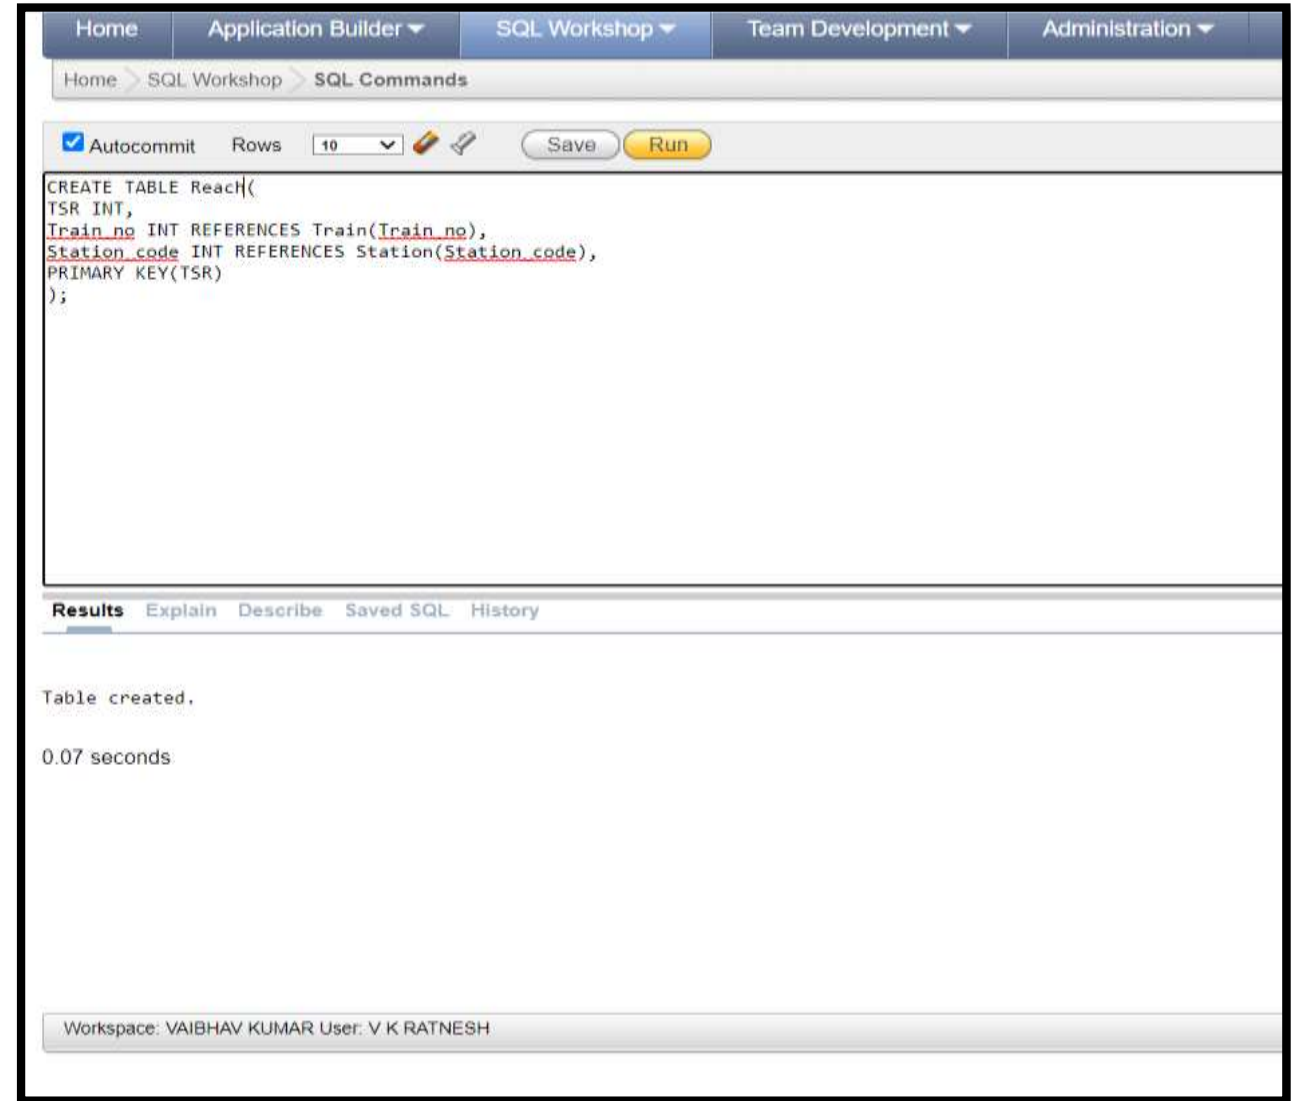 Home Application Builder SQL Workshop Team Development Administration
Home SQL Workshop SQL Commands
Autocommit Rows 10 Save Run
CREATE TABLE Reach(
TSR INT,
Train_no INT REFERENCES Train(Train_no),
Station_code INT REFERENCES Station(Station_code),
PRIMARY KEY(TSR)
);
Results Explain Describe Saved SQL History
Table created.
0.07 seconds
Workspace: VAIBHAV KUMAR User: V K RATNESH